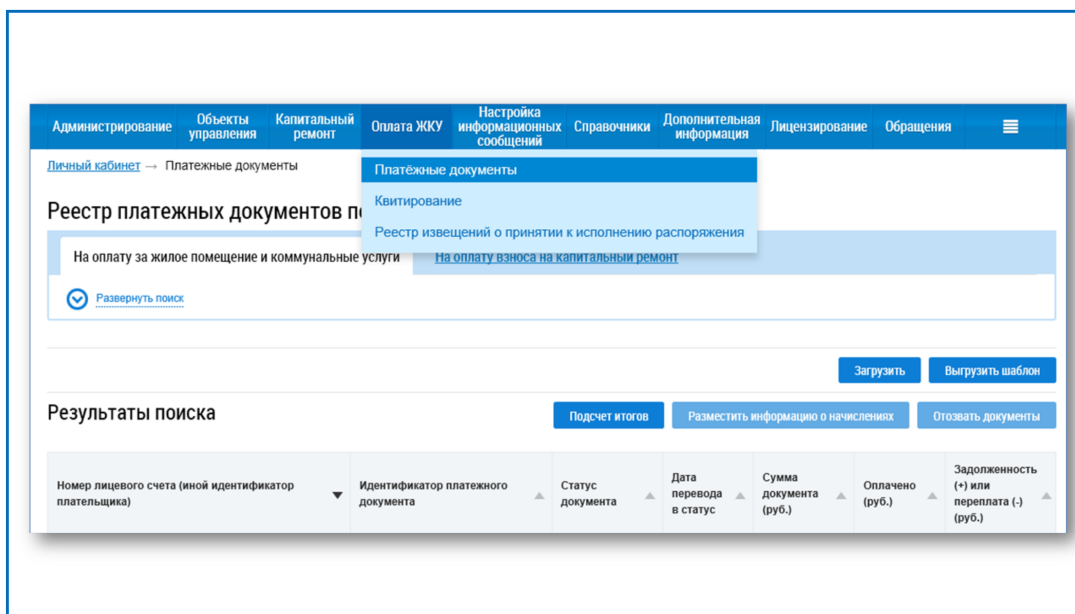 Администрирование
Объекты
управления
Капитальный
ремонт
Оплата ЖКУ
Настройка
информационных
сообщений
Справочники
Дополнительная
информация
Лицензирование
Обращения
Личный кабинет → Платежные документы
Платёжные документы
Квитирование
Реестр извещений о принятии к исполнению распоряжения
Реестр платежных документов
На оплату за жилое помещение и коммунальные услуги
На оплату взноса на капитальный ремонт
Развернуть поиск
Загрузить
Выгрузить шаблон
Результаты поиска
Подсчет итогов
Разместить информацию о начислениях
Отозвать документы
Номер лицевого счета (иной идентификатор
плательщика)
Идентификатор платежного
документа
Статус
документа
Дата
перевода
в статус
Сумма
документа
(руб.)
Оплачено
(руб.)
Задолженность
(+) или
переплата (-)
(руб.)